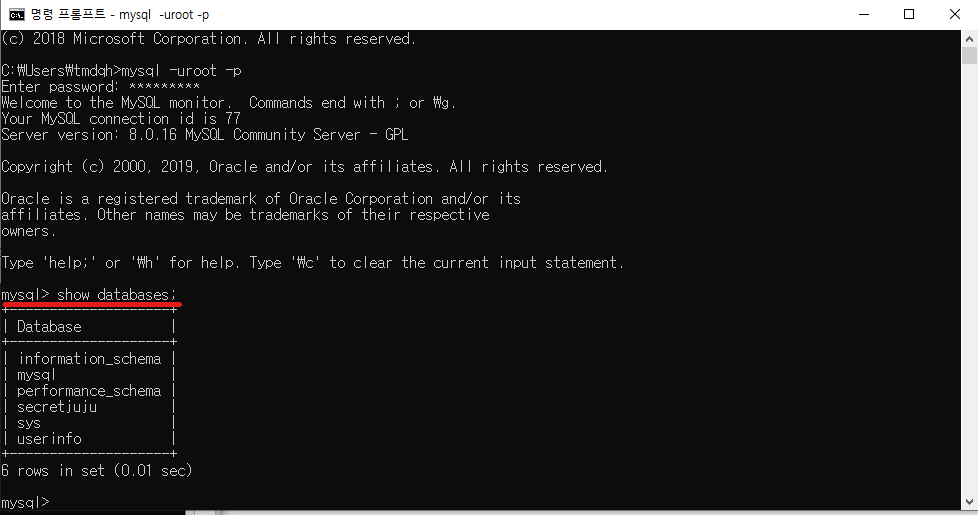 명령 프롬프트 - mysql  -uroot -p
(c) 2018 Microsoft Corporation. All rights reserved.
C:₩Users₩tmdqh>mysql -uroot -p
Enter password: *********
Welcome to the MySQL monitor.  Commands end with ; or ₩g.
Your MySQL connection id is 77
Server version: 8.0.16 MySQL Community Server - GPL
Copyright (c) 2000, 2019, Oracle and/or its affiliates. All rights reserved.
Oracle is a registered trademark of Oracle Corporation and/or its
affiliates. Other names may be trademarks of their respective
owners.
Type 'help;' or '₩h' for help. Type '₩c' to clear the current input statement.
mysql> show databases;
+--------------------+
| Database           |
+--------------------+
| information_schema |
| mysql              |
| performance_schema |
| secretjuju         |
| sys                |
| userinfo           |
+--------------------+
6 rows in set (0.01 sec)
mysql>